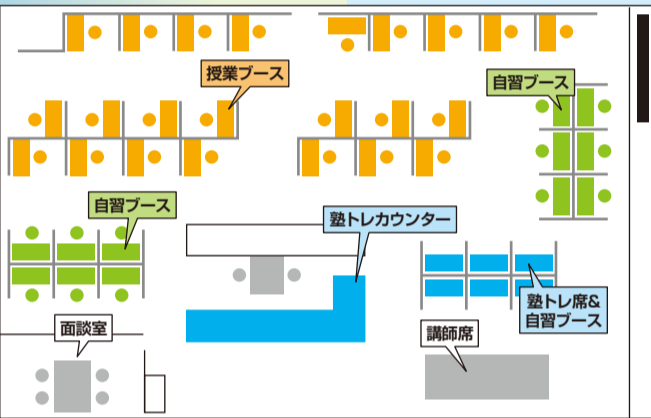 授業ブース
自習ブース
自習ブース
塾トレカウンター
塾トレ席&
自習ブース
面談室
講師席